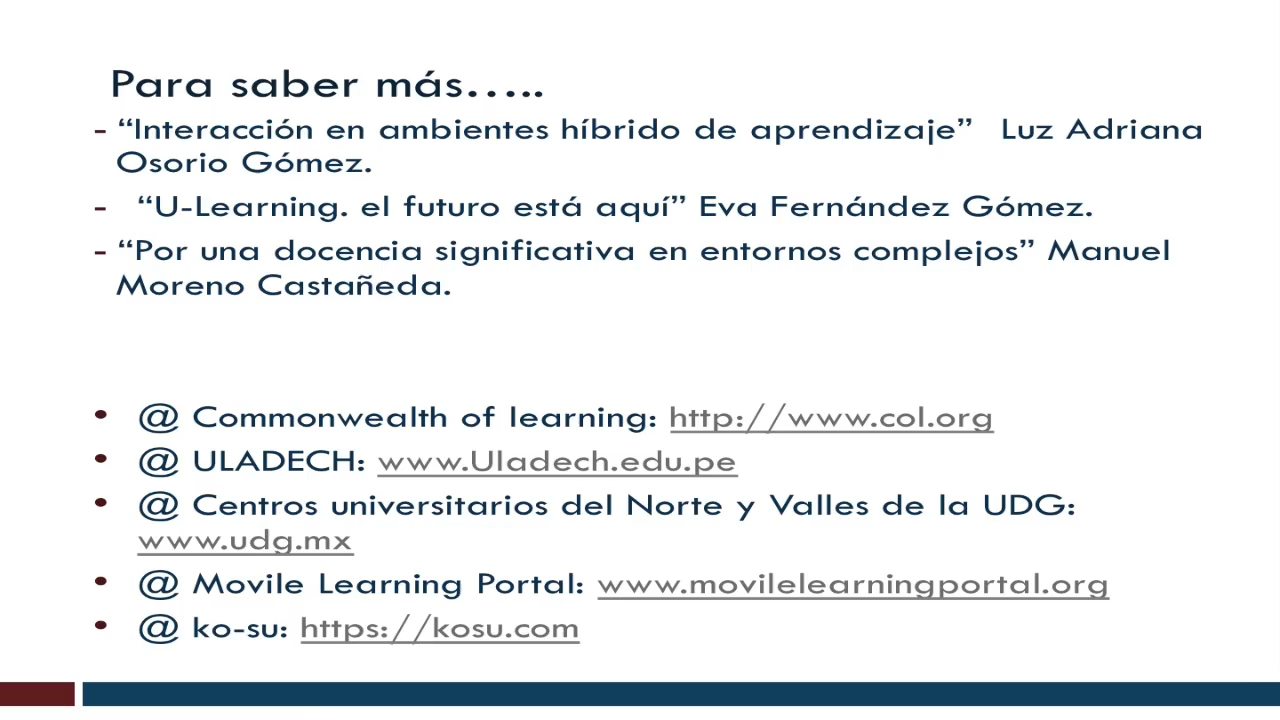 Para saber más.....
- “Interacción en ambientes híbrido de aprendizaje” Luz Adriana
Osorio Gómez.
- “U-Learning. el futuro está aquí” Eva Fernández Gómez.
- “Por una docencia significativa en entornos complejos” Manuel
Moreno Castañeda.
• @ Commonwealth of learning: http://www.col.org
• @ ULADECH: www.Uladech.edu.pe
• @ Centros universitarios del Norte y Valles de la UDG:
www.udg.mx
• @ Movile Learning Portal: www.movilelearningportal.org
• @ ko-su: https://kosu.com